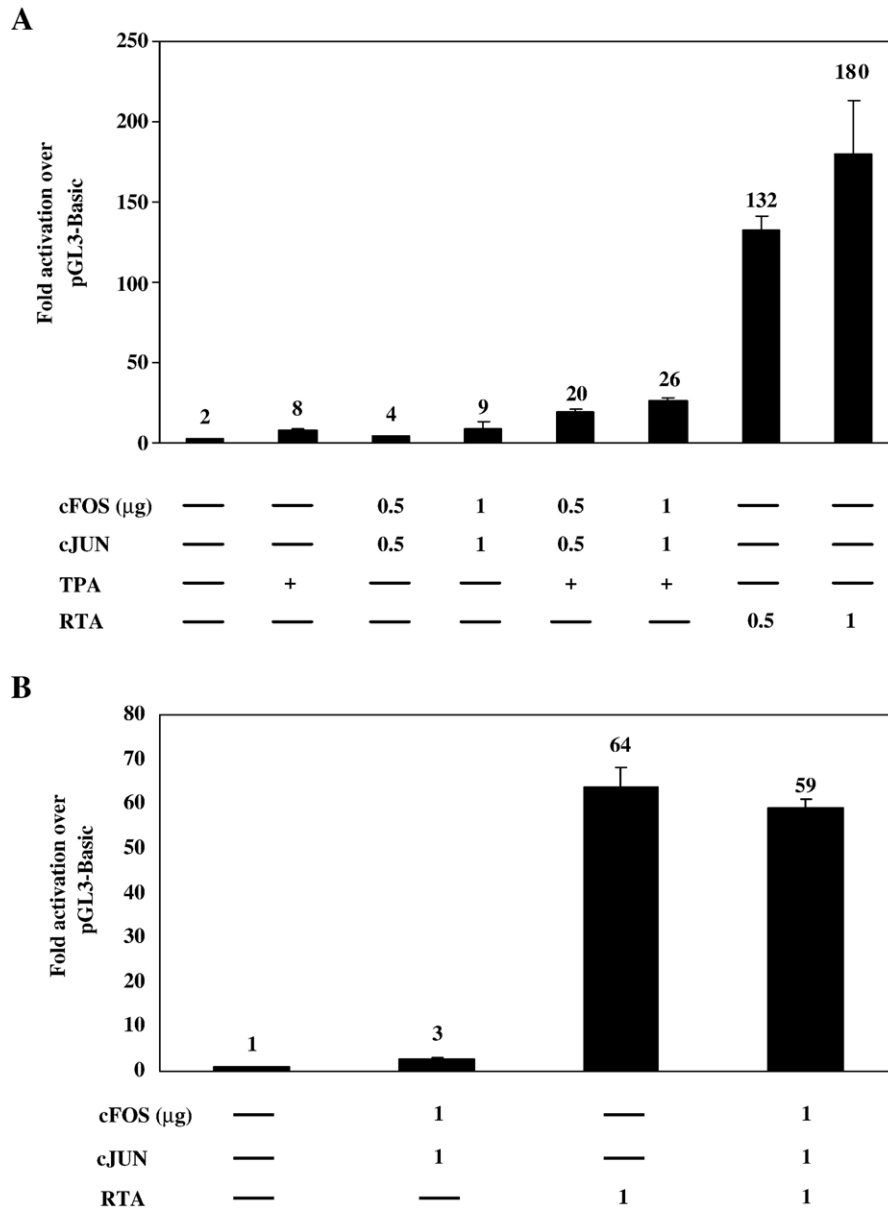 A
Fold activation over
pGL3-Basic
250
200
150
100
50
0
2
8
4
9
20
26
132
180
cFOS (μg) — — 0.5 1 0.5 1 — —
cJUN — — 0.5 1 0.5 1 — —
TPA — + — — + + — —
RTA — — — — — — 0.5 1
B
Fold activation over
pGL3-Basic
80
70
60
50
40
30
20
10
0
1
3
64
59
cFOS (μg) — 1 — 1
cJUN — 1 — 1
RTA — — 1 1